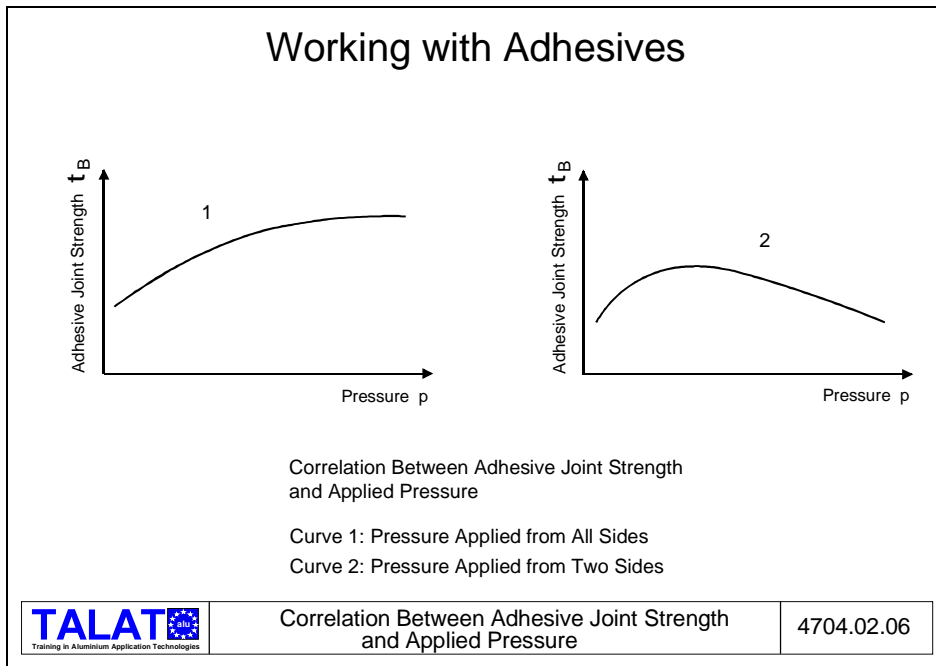 Working with Adhesives
Adhesive Joint Strength τB
1
Pressure p
Adhesive Joint Strength τB
2
Pressure p
Correlation Between Adhesive Joint Strength
and Applied Pressure
Curve 1: Pressure Applied from All Sides
Curve 2: Pressure Applied from Two Sides
TALAT
alu
Training in Aluminium Application Technologies
Correlation Between Adhesive Joint Strength
and Applied Pressure
4704.02.06